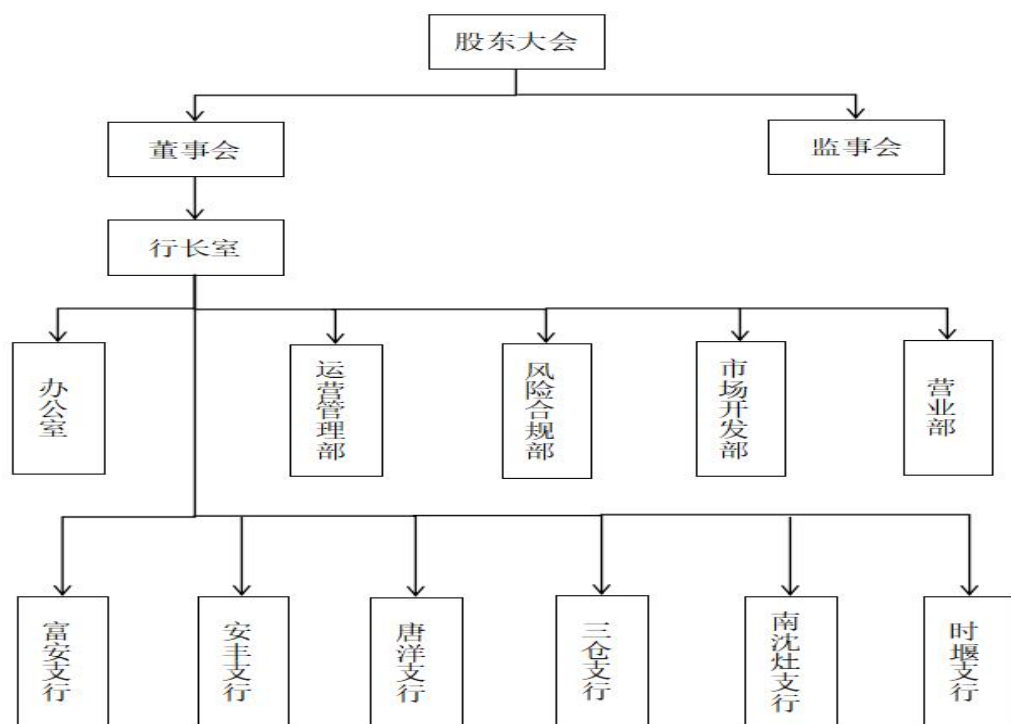 股东大会
董事会
监事会
行长室
办公室
运营管理部
风险合规部
市场开发部
营业部
富安支行
安丰支行
唐洋支行
三仓支行
南沈灶支行
时堰支行